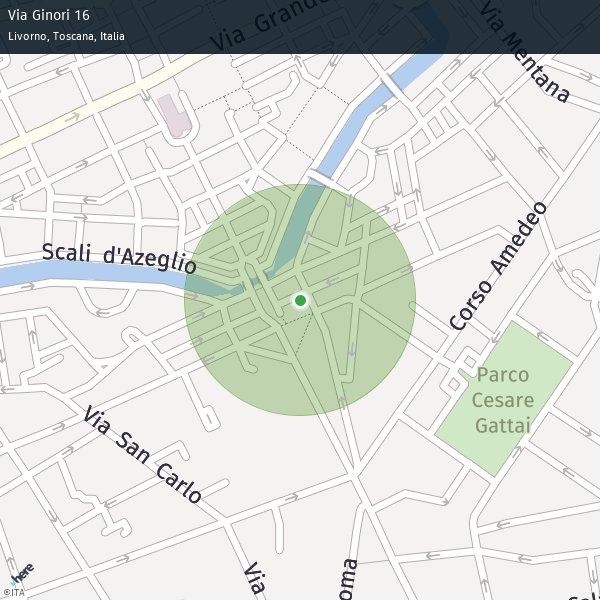 Via Ginori 16
Livorno, Toscana, Italia
Via Grande
Via Mentana
Scali d'Azeglio
Corso Amedeo
Parco
Cesare
Gattai
Via San Carlo
Via
oma
here
©ITA